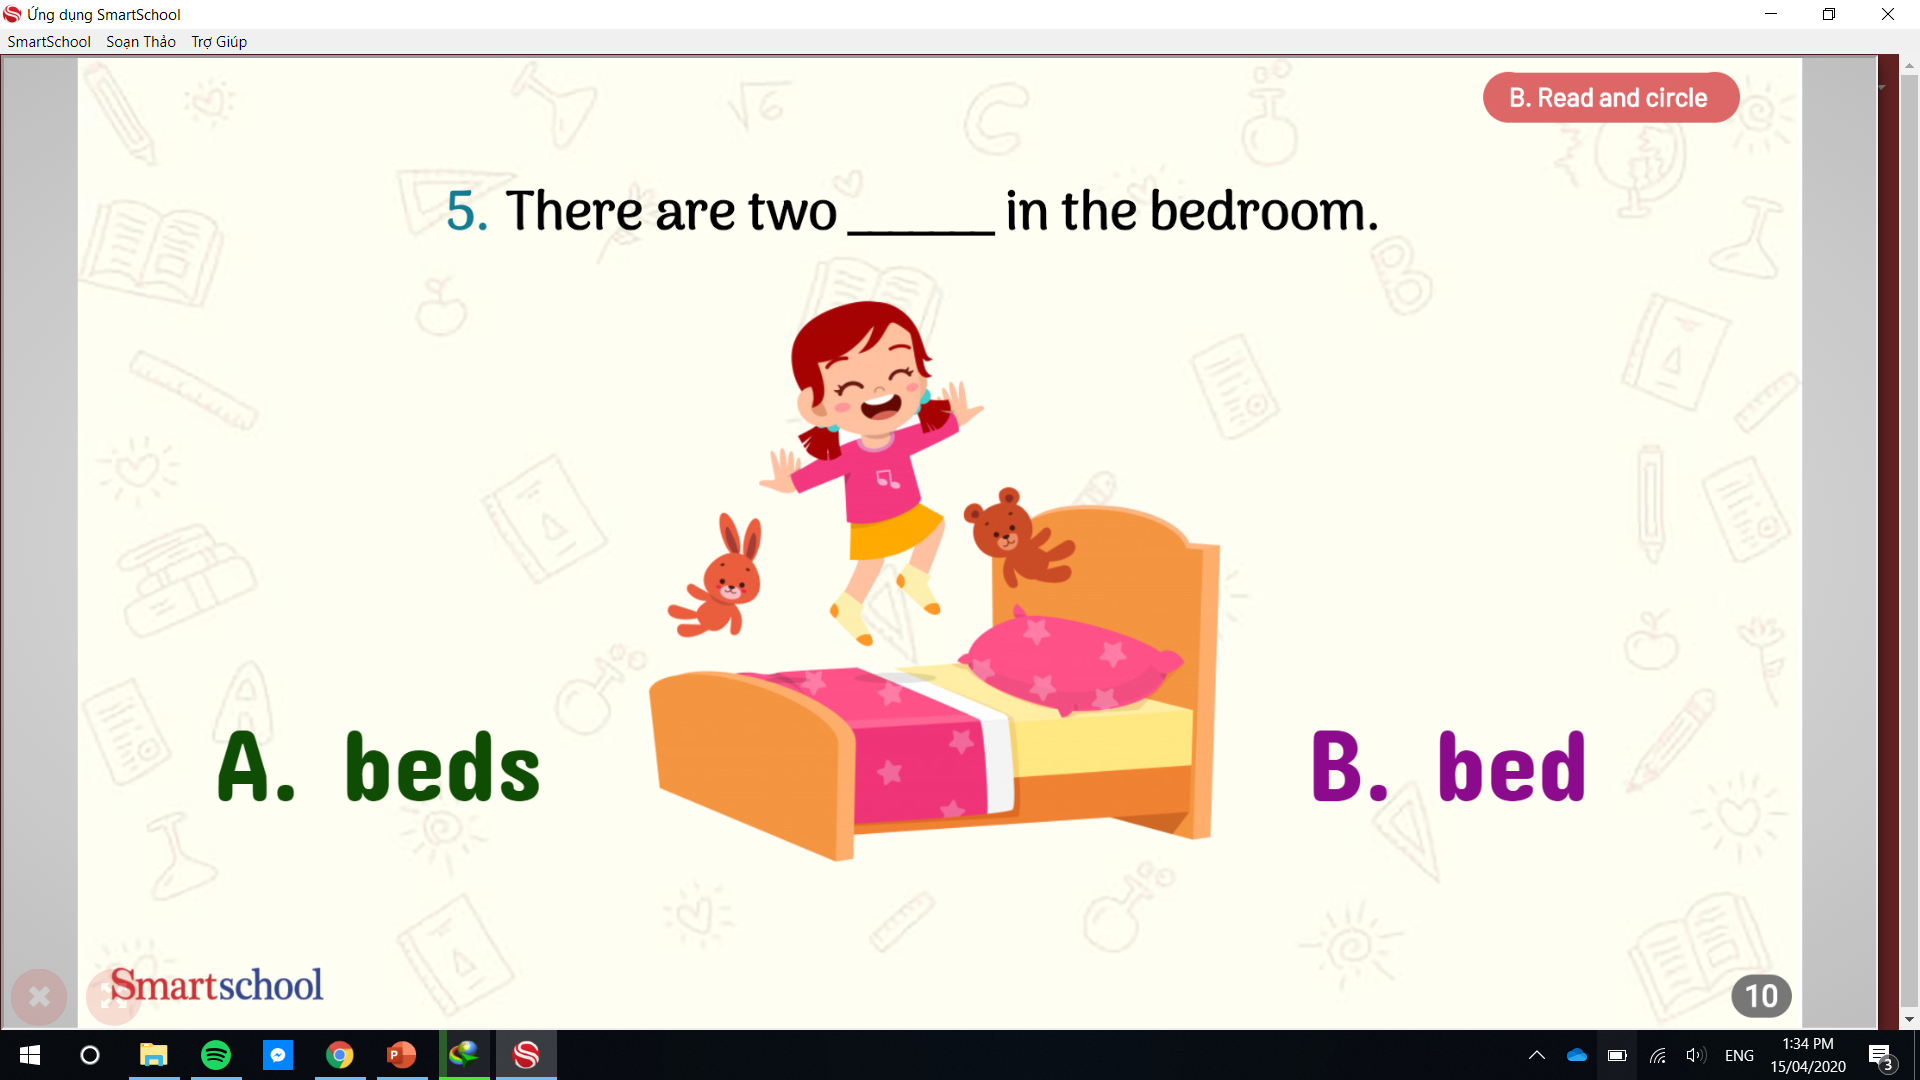 Ứng dụng SmartSchool
SmartSchool Soạn Thảo Trợ Giúp
B. Read and circle
5. There are two ______ in the bedroom.
A. beds
B. bed
Smartschool
10
ENG
1:34 PM
15/04/2020
3